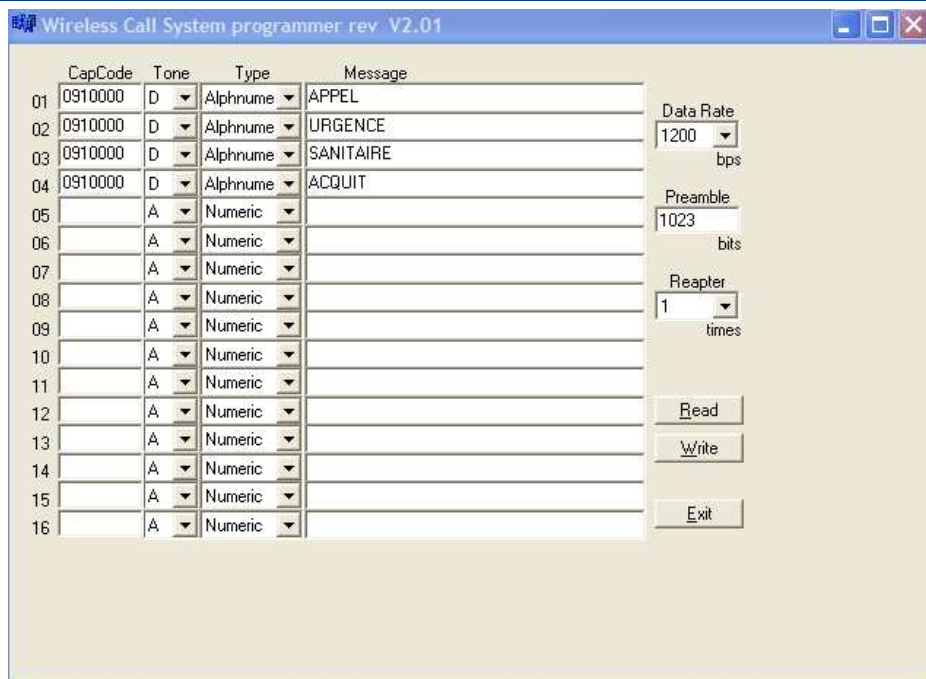 Wireless Call System programmer rev V2.01
CapCode Tone Type Message
01 0910000 D Alphnume APPEL
02 0910000 D Alphnume URGENCE
03 0910000 D Alphnume SANITAIRE
04 0910000 D Alphnume ACQUIT
05 A Numeric
06 A Numeric
07 A Numeric
08 A Numeric
09 A Numeric
10 A Numeric
11 A Numeric
12 A Numeric
13 A Numeric
14 A Numeric
15 A Numeric
16 A Numeric
Data Rate
1200
bps
Preamble
1023
bits
Reapter
1
times
Read
Write
Exit